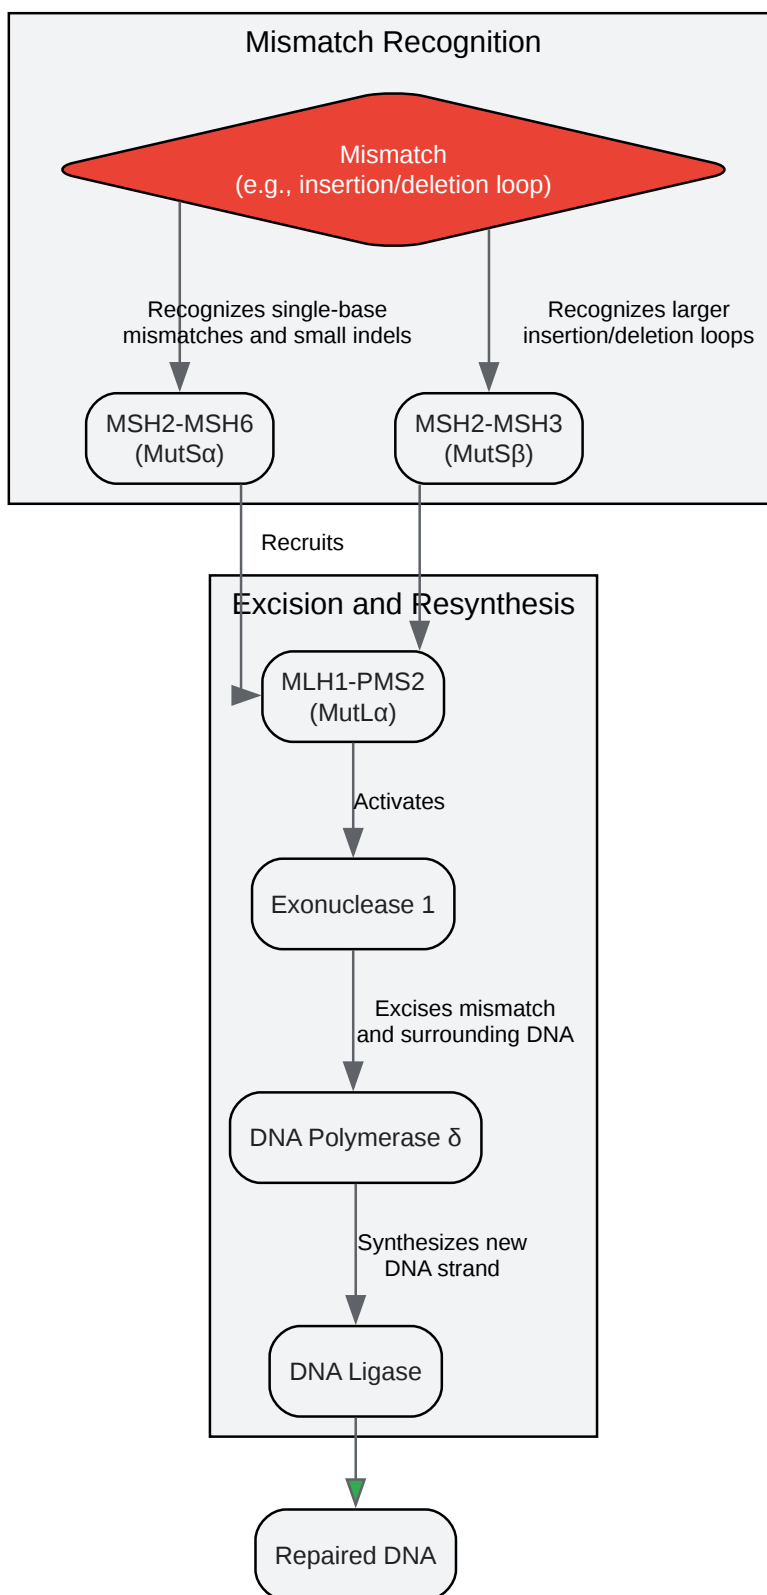 Mismatch Recognition
Mismatch
(e.g., insertion/deletion loop)
Recognizes single-base
mismatches and small indels
Recognizes larger
insertion/deletion loops
MSH2-MSH6
(MutSα)
MSH2-MSH3
(MutSβ)
Recruits
Excision and Resynthesis
MLH1-PMS2
(MutLα)
Activates
Exonuclease 1
Excises mismatch
and surrounding DNA
DNA Polymerase δ
Synthesizes new
DNA strand
DNA Ligase
Repaired DNA